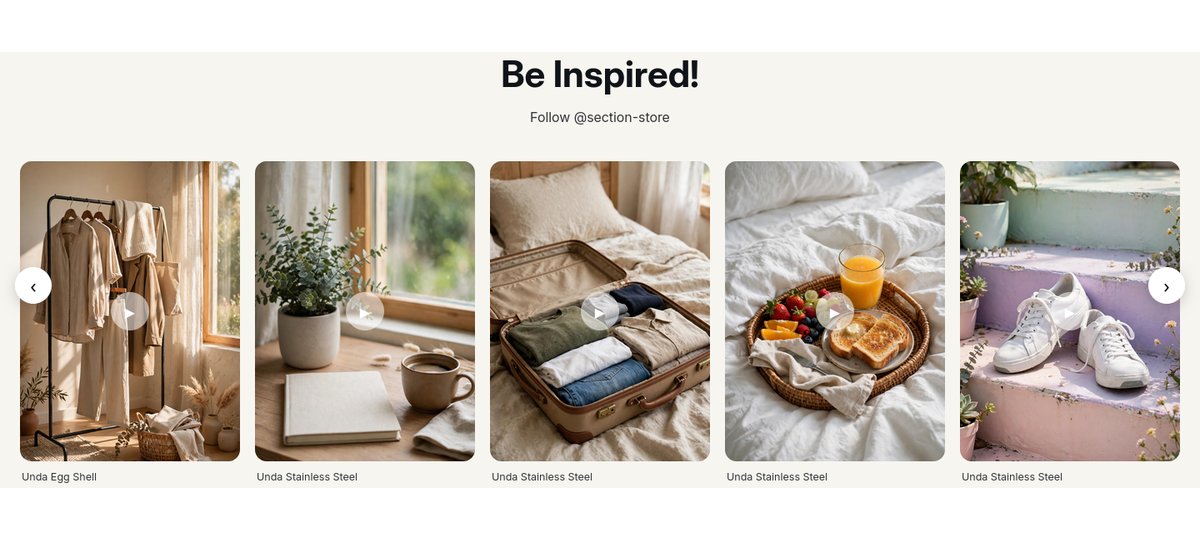 Be Inspired!
Follow @section-store
Unda Egg Shell
Unda Stainless Steel
Unda Stainless Steel
Unda Stainless Steel
Unda Stainless Steel